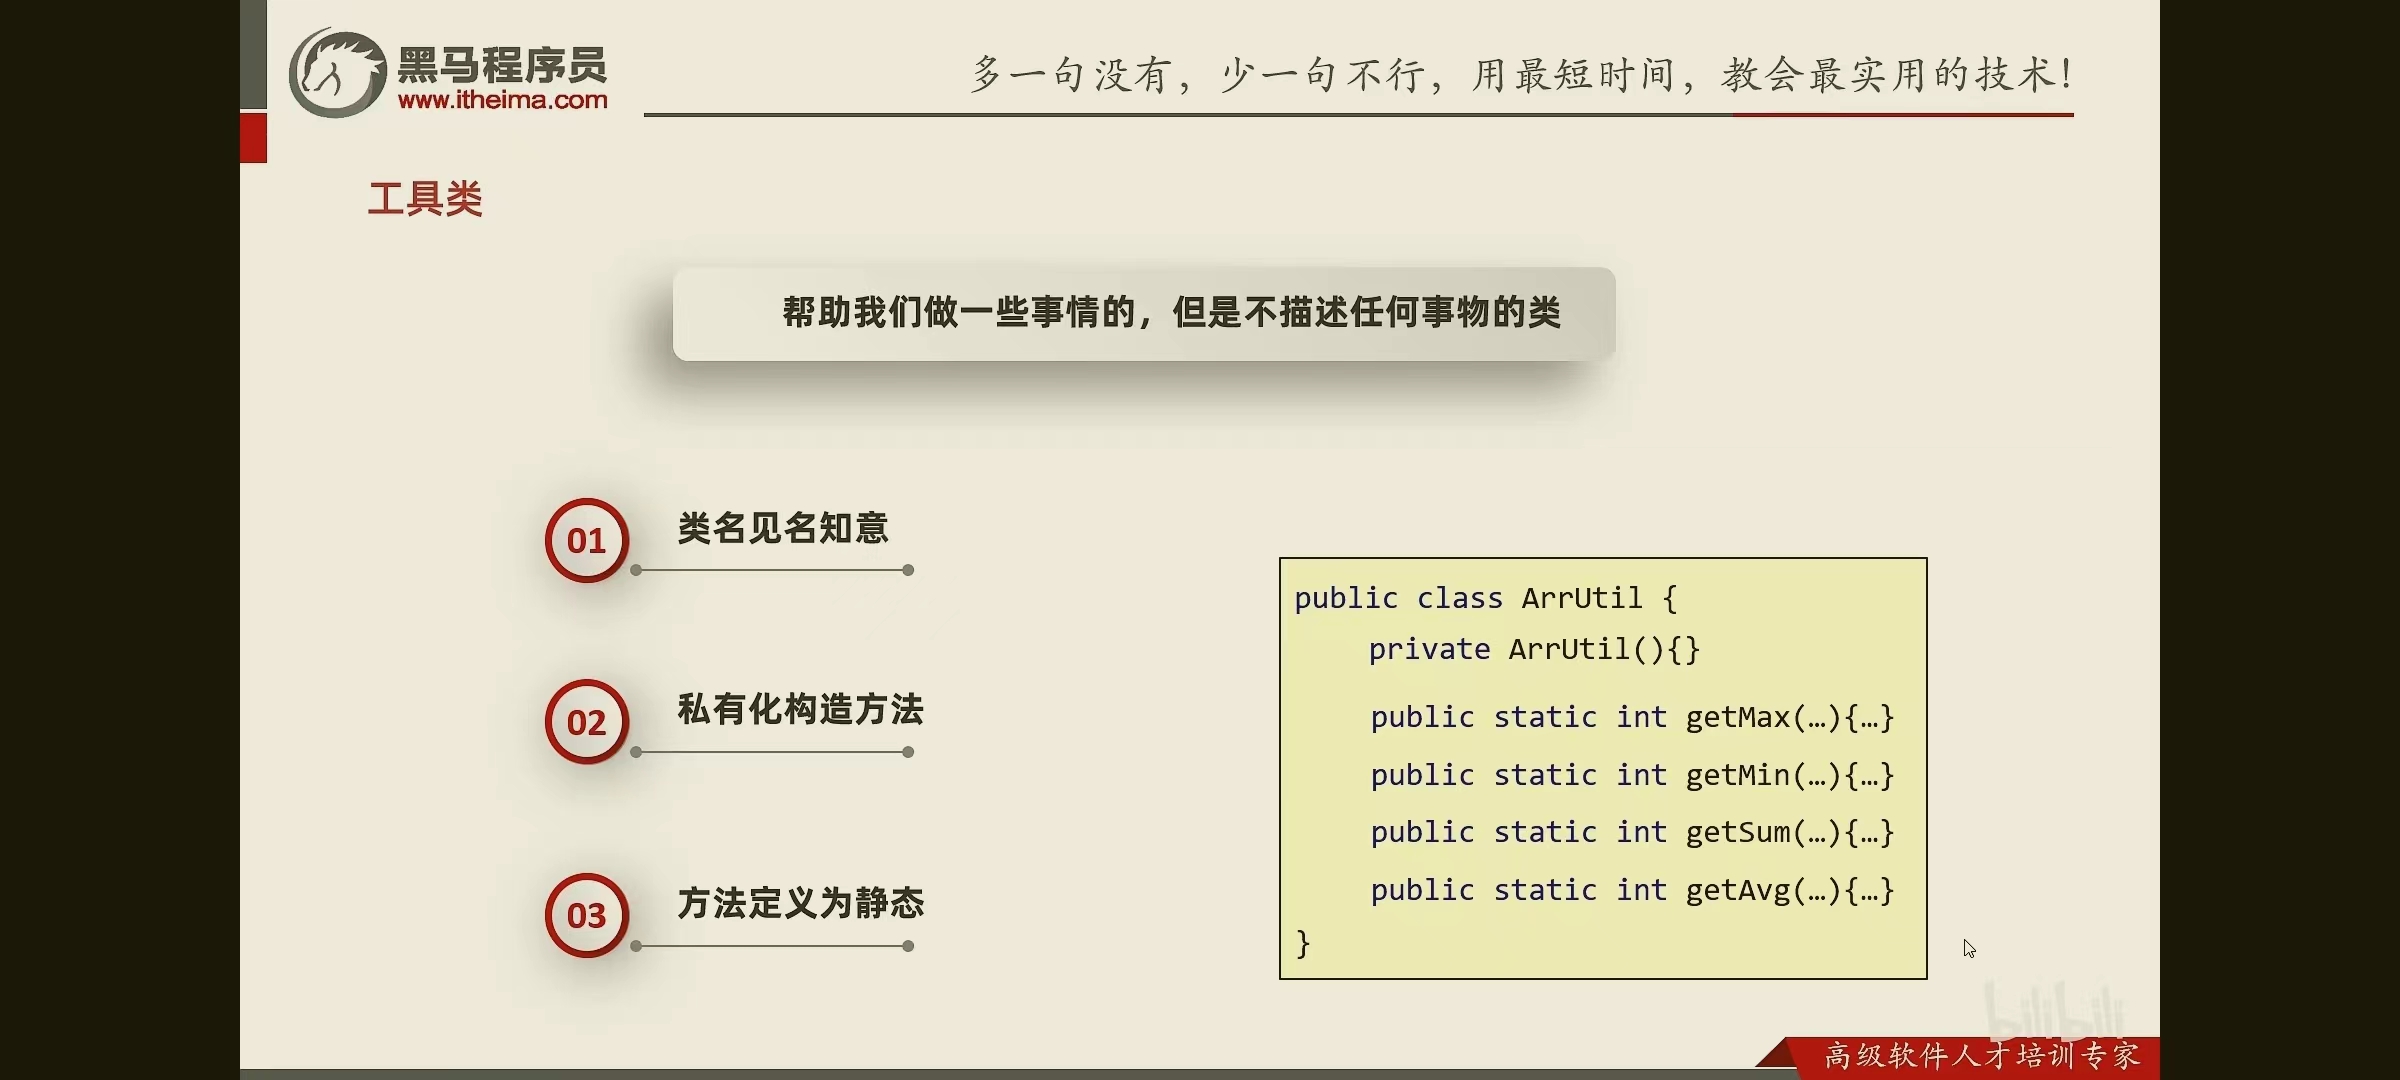 黑马程序员
www.itheima.com
多一句没有，少一句不行，用最短时间，教会最实用的技术！
工具类
帮助我们做一些事情的，但是不描述任何事物的类
01 类名见名知意
02 私有化构造方法
03 方法定义为静态
public class ArrUtil {
private ArrUtil(){}
public static int getMax(…){…}
public static int getMin(…){…}
public static int getSum(…){…}
public static int getAvg(…){…}
}
bilibili
高级软件人才培训专家